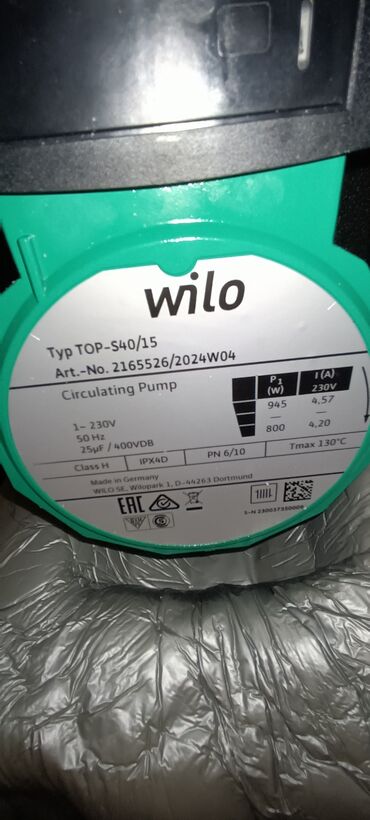 wilo
Typ TOP-S40/15
Art.-No. 2165526/2024W04
Circulating Pump
P1 (W) I (A) 230V
945 4,57
— —
800 4,20
1~ 230V
50 Hz
25µF / 400VDB
Class H IPX4D PN 6/10 Tmax 130°C
Made in Germany
WILO SE, Wilopark 1, D-44263 Dortmund
EAC